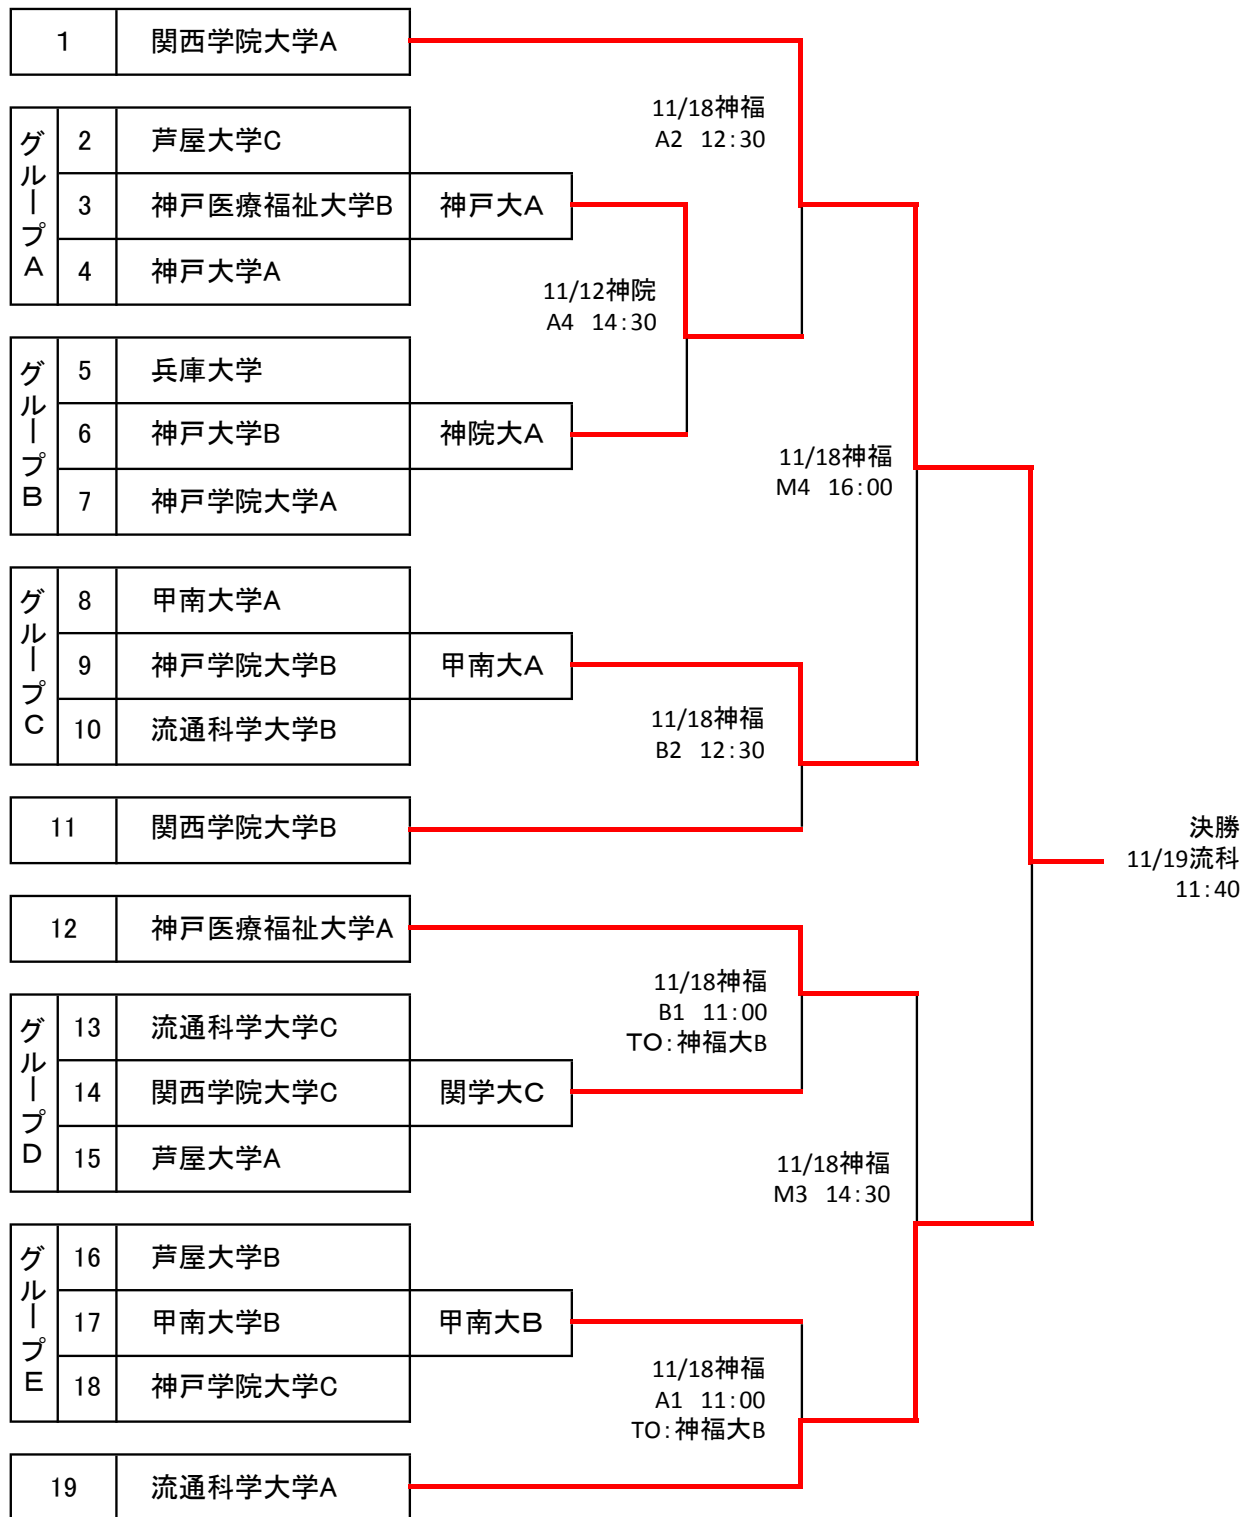 1 関西学院大学A
11/18神福
A2 12:30
グループA
2 芦屋大学C
3 神戸医療福祉大学B 神戸大A
4 神戸大学A
11/12神院
A4 14:30
グループB
5 兵庫大学
6 神戸大学B 神院大A
7 神戸学院大学A
11/18神福
M4 16:00
グループC
8 甲南大学A
9 神戸学院大学B 甲南大A
10 流通科学大学B
11/18神福
B2 12:30
11 関西学院大学B
決勝
11/19流科
11:40
12 神戸医療福祉大学A
11/18神福
B1 11:00
TO:神福大B
グループD
13 流通科学大学C
14 関西学院大学C 関学大C
15 芦屋大学A
11/18神福
M3 14:30
グループE
16 芦屋大学B
17 甲南大学B 甲南大B
18 神戸学院大学C
11/18神福
A1 11:00
TO:神福大B
19 流通科学大学A